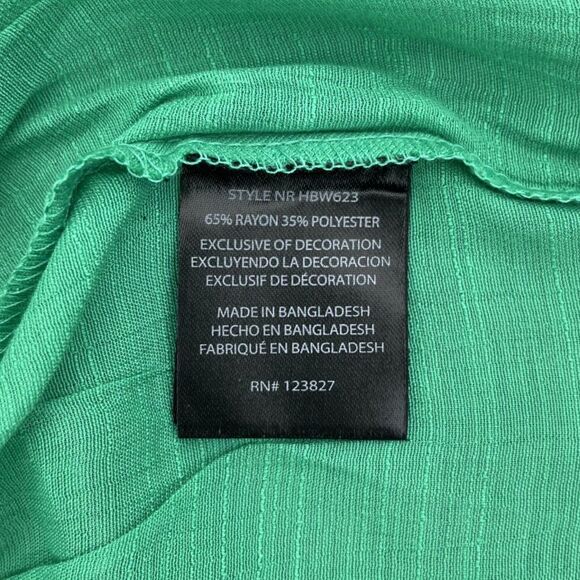 STYLE NR HBW623
65% RAYON 35% POLYESTER
EXCLUSIVE OF DECORATION
EXCLUYENDO LA DECORACION
EXCLUSIF DE DÉCORATION
MADE IN BANGLADESH
HECHO EN BANGLADESH
FABRIQUÉ EN BANGLADESH
RN# 123827